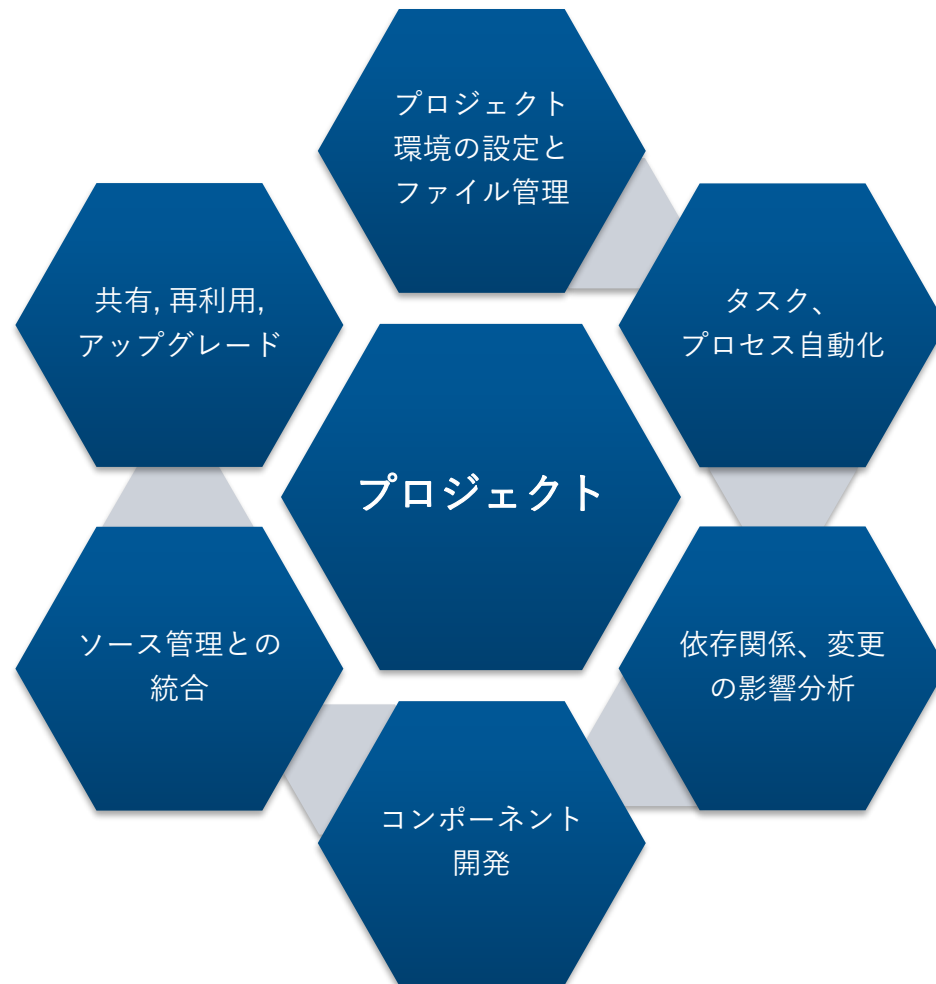 プロジェクト
環境の設定と
ファイル管理
共有, 再利用,
アップグレード
タスク、
プロセス自動化
プロジェクト
ソース管理との
統合
依存関係、変更
の影響分析
コンポーネント
開発